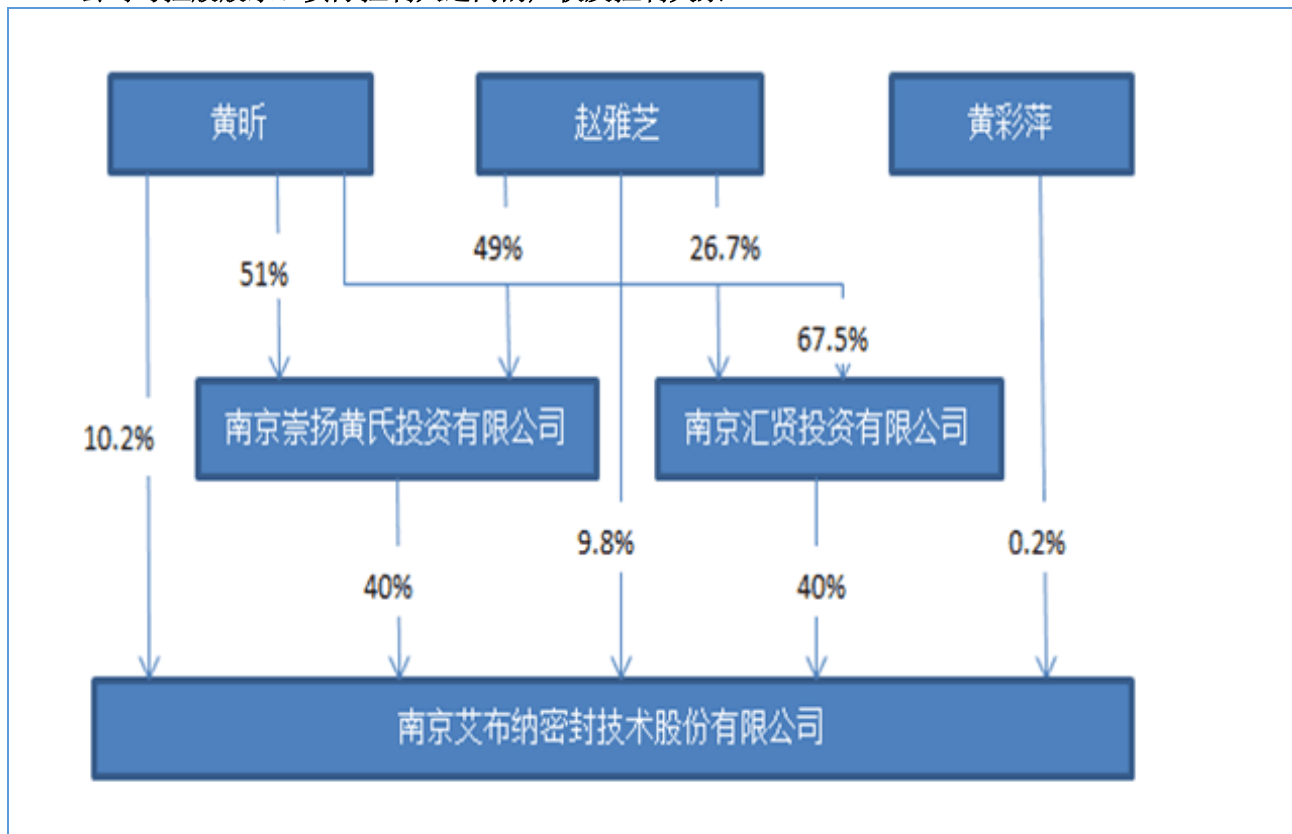 黄昕
赵雅芝
黄彩萍
49%
26.7%
51%
67.5%
南京崇扬黄氏投资有限公司
南京汇贤投资有限公司
10.2%
9.8%
0.2%
40%
40%
南京艾布纳密封技术股份有限公司